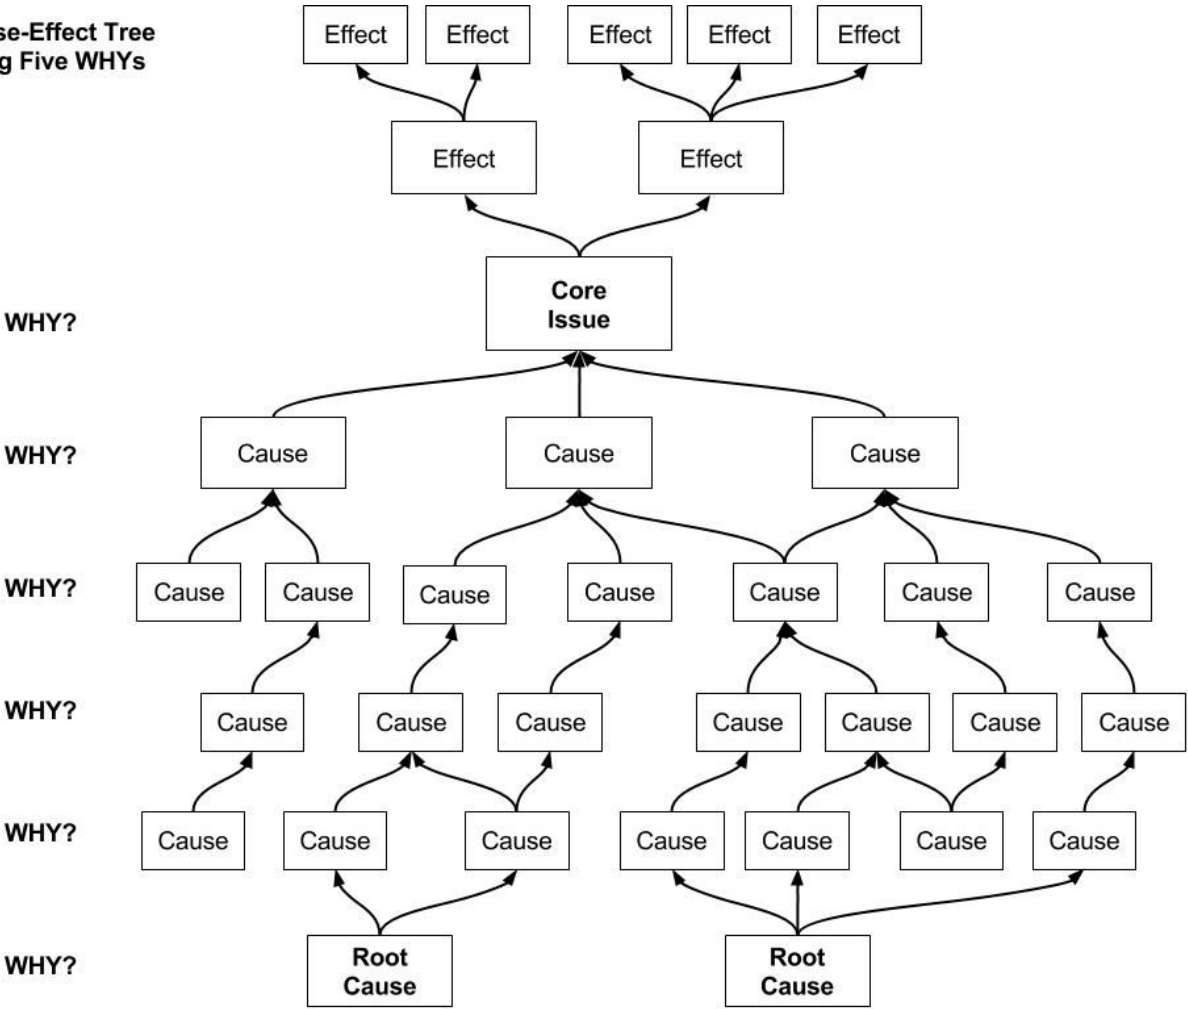 se-Effect Tree
g Five WHYs
Effect Effect Effect Effect Effect
Effect Effect
Core
Issue
WHY?
WHY? Cause Cause Cause
WHY? Cause Cause Cause Cause Cause Cause Cause
WHY? Cause Cause Cause Cause Cause Cause Cause
WHY? Cause Cause Cause Cause Cause Cause Cause
WHY?
Root
Cause
Root
Cause